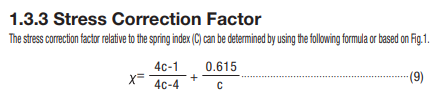 1.3.3 Stress Correction Factor
The stress correction factor relative to the spring index (C) can be determined by using the following formula or based on Fig.1.
χ= 4c-1/4c-4 + 0.615/c ········(9)